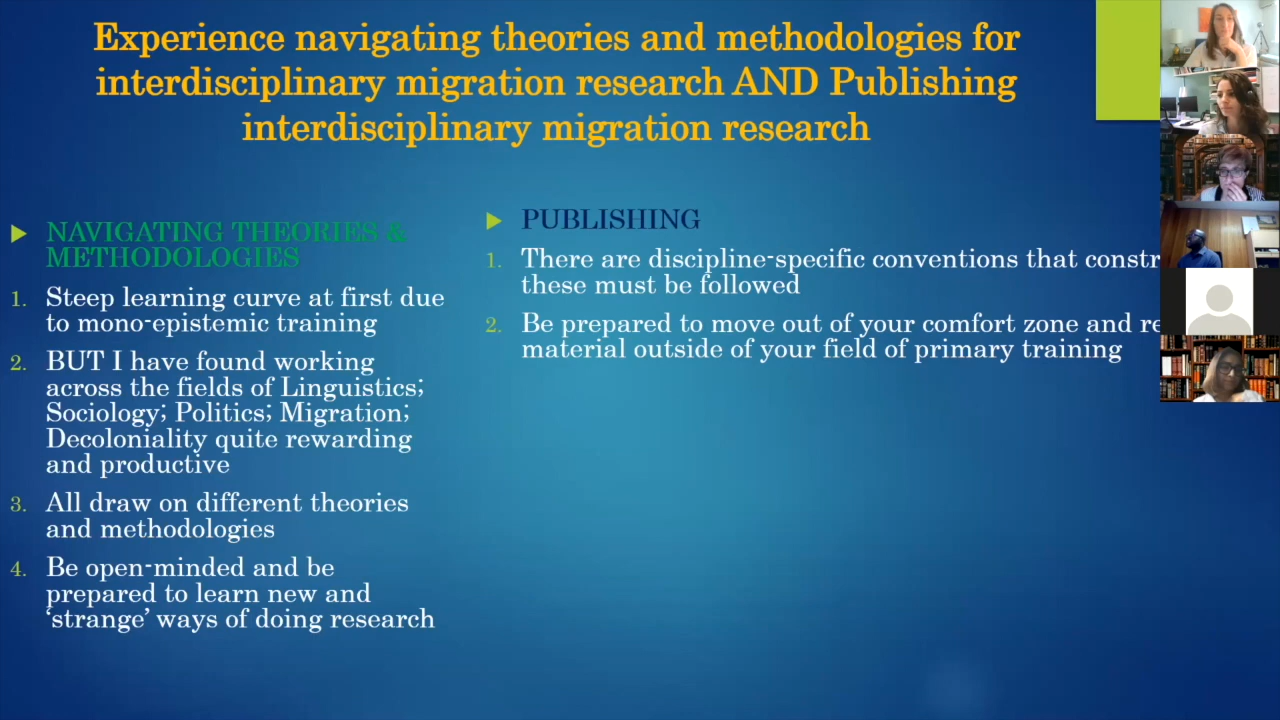 Experience navigating theories and methodologies for
interdisciplinary migration research AND Publishing
interdisciplinary migration research
NAVIGATING THEORIES &
METHODOLOGIES
1. Steep learning curve at first due
to mono-epistemic training
2. BUT I have found working
across the fields of Linguistics;
Sociology; Politics; Migration;
Decoloniality quite rewarding
and productive
3. All draw on different theories
and methodologies
4. Be open-minded and be
prepared to learn new and
‘strange’ ways of doing research
PUBLISHING
1. There are discipline-specific conventions that
these must be followed
2. Be prepared to move out of your comfort zone and
material outside of your field of primary training